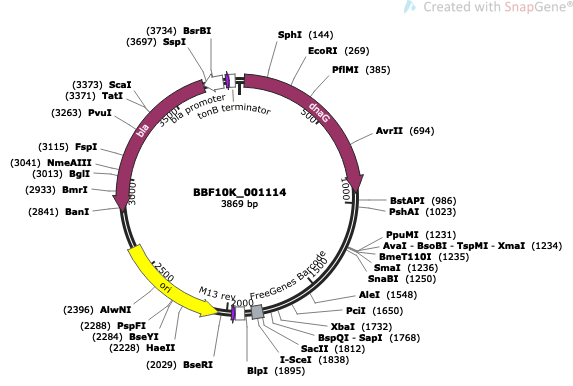 Created with SnapGene®
(3734) BsrBI
(3697) SspI
SphI (144)
EcoRI (269)
PflMI (385)
(3373) ScaI
(3371) TatI
(3263) PvuI
AvrII (694)
(3115) FspI
(3041) NmeAIII
(3013) BglI
(2933) BmrI
(2841) BanI
bla promoter
tonB terminator
bla
dnaG
3500
500
1000
3000
BBF10K_001114
3869 bp
BstAPI (986)
PshAI (1023)
PpuMI (1231)
AvaI - BsoBI - TspMI - XmaI (1234)
BmeT110I (1235)
SmaI (1236)
SnaBI (1250)
2500
ori
M13 rev
2000
FreeGenes Barcode
1500
AleI (1548)
PciI (1650)
XbaI (1732)
BspQI - SapI (1768)
SacII (1812)
I-SceI (1838)
BlpI (1895)
(2396) AlwNI
(2288) PspFI
(2284) BseYI
(2228) HaeII
(2029) BseRI